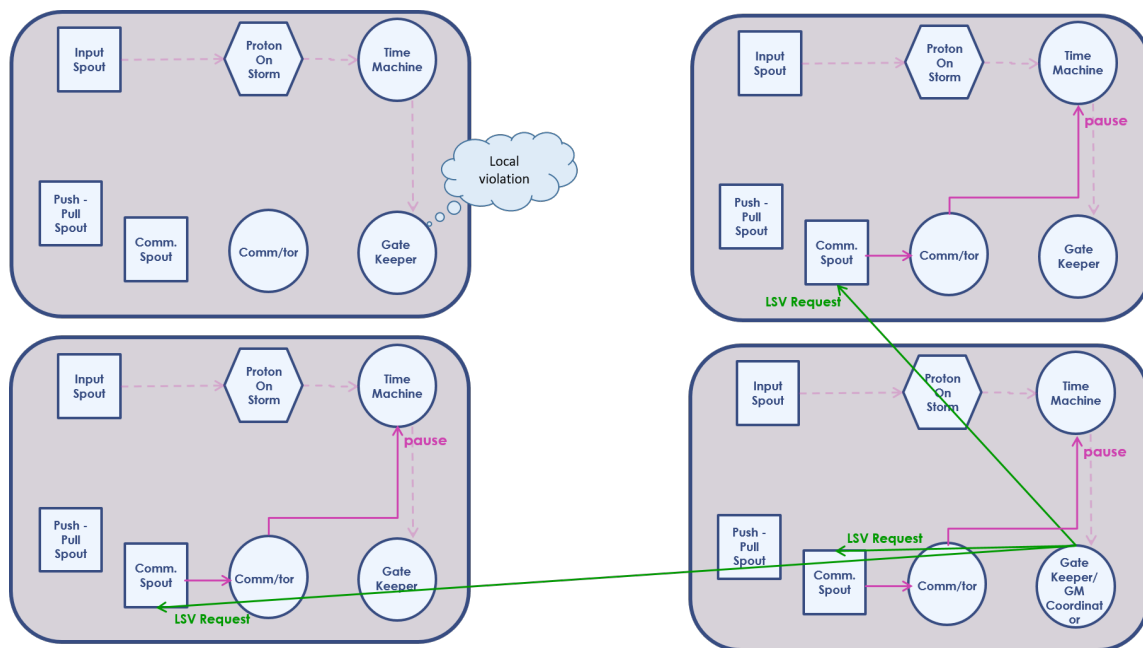 Input
Spout
Proton
On
Storm
Time
Machine
Local
violation
Push -
Pull
Spout
Comm.
Spout
Comm/tor
Gate
Keeper
Input
Spout
Proton
On
Storm
Time
Machine
pause
Push -
Pull
Spout
Comm.
Spout
Comm/tor
Gate
Keeper
LSV Request
Input
Spout
Proton
On
Storm
Time
Machine
pause
Push -
Pull
Spout
Comm.
Spout
Comm/tor
Gate
Keeper
LSV Request
Input
Spout
Proton
On
Storm
Time
Machine
pause
Push -
Pull
Spout
LSV Request
Comm.
Spout
Comm/tor
Gate
Keeper/
GM
Coordinat
or